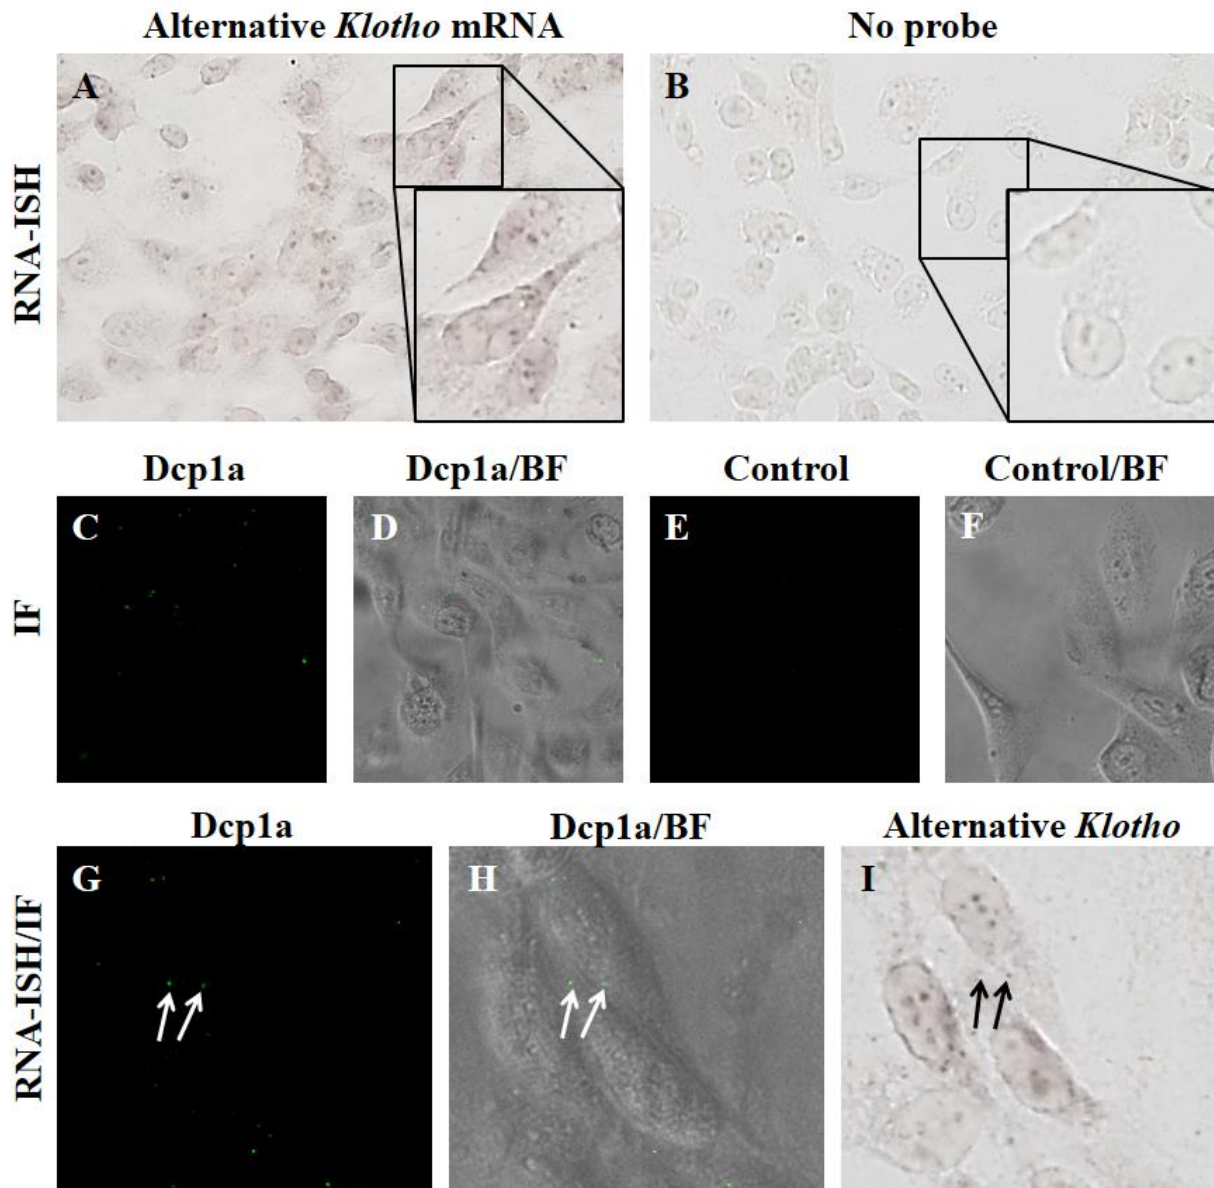 Alternative Klotho mRNA
No probe
RNA-ISH
A
B
Dcp1a
Dcp1a/BF
Control
Control/BF
IF
C
D
E
F
Dcp1a
Dcp1a/BF
Alternative Klotho
RNA-ISH/IF
G
H
I